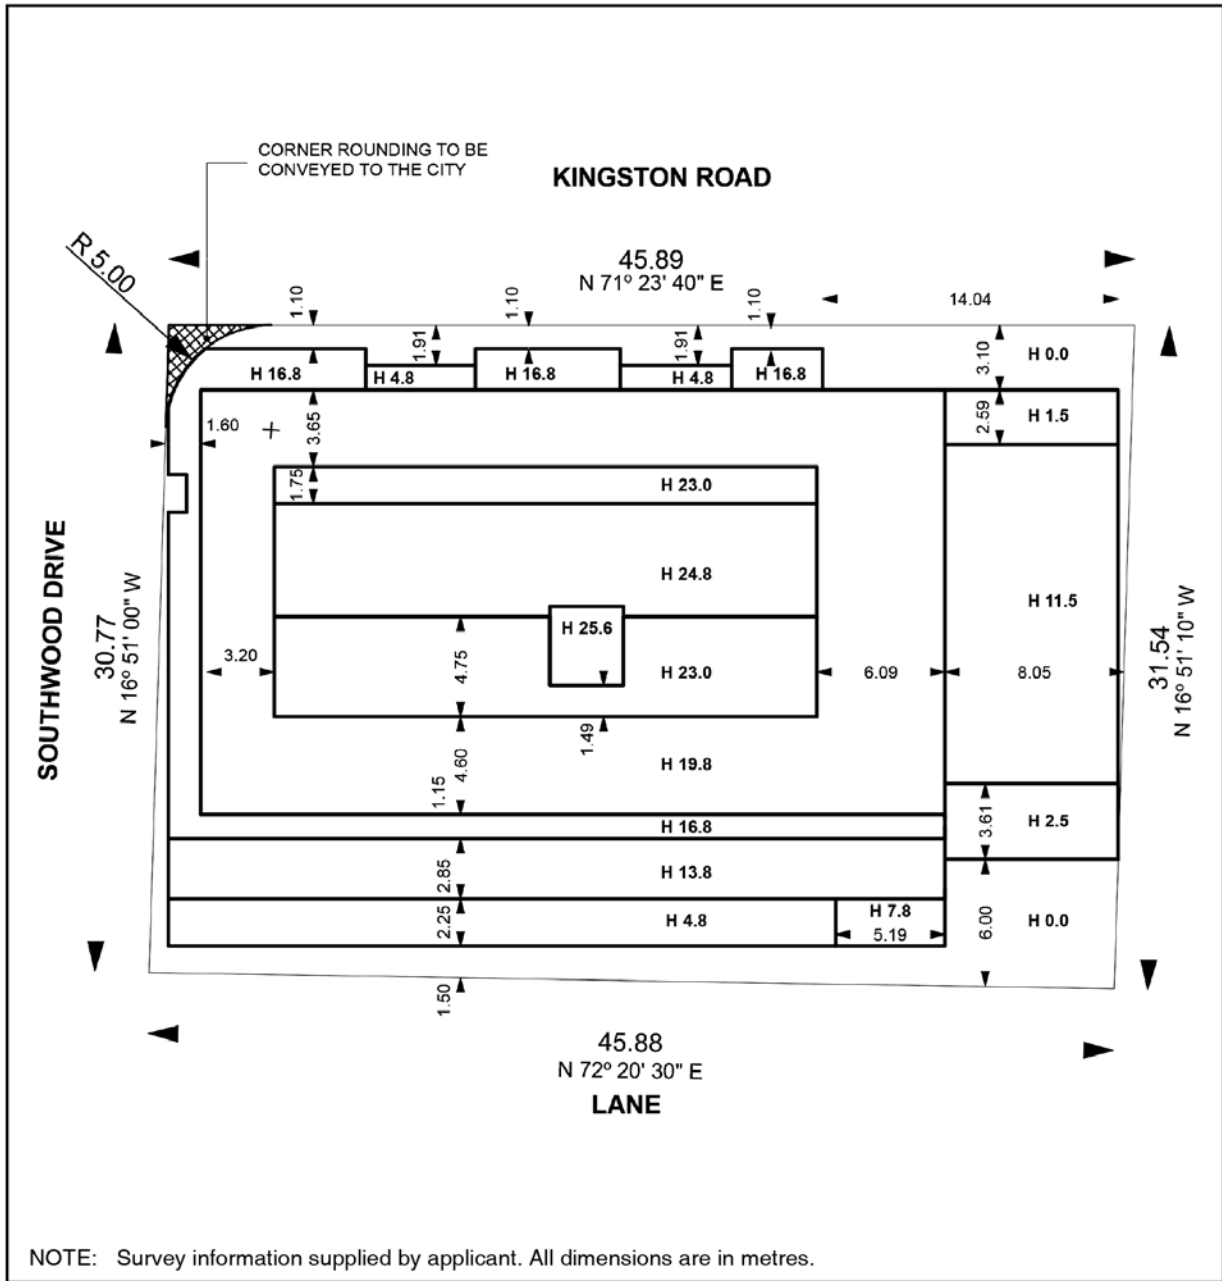 CORNER ROUNDING TO BE
CONVEYED TO THE CITY
KINGSTON ROAD
R 5.00
45.89
N 71º 23' 40" E
14.04
1.10
1.10
1.10
1.91
1.91
3.10
H 0.0
H 16.8
H 4.8
H 16.8
H 4.8
H 16.8
1.60
3.65
2.59
H 1.5
1.75
H 23.0
H 24.8
H 25.6
H 11.5
SOUTHWOOD DRIVE
30.77
N 16º 51' 00" W
3.20
4.75
H 23.0
6.09
8.05
31.54
N 16º 51' 10" W
1.49
4.60
H 19.8
1.15
H 16.8
3.61
H 2.5
2.85
H 13.8
2.25
H 4.8
H 7.8
5.19
6.00
H 0.0
1.50
45.88
N 72º 20' 30" E
LANE
NOTE: Survey information supplied by applicant. All dimensions are in metres.